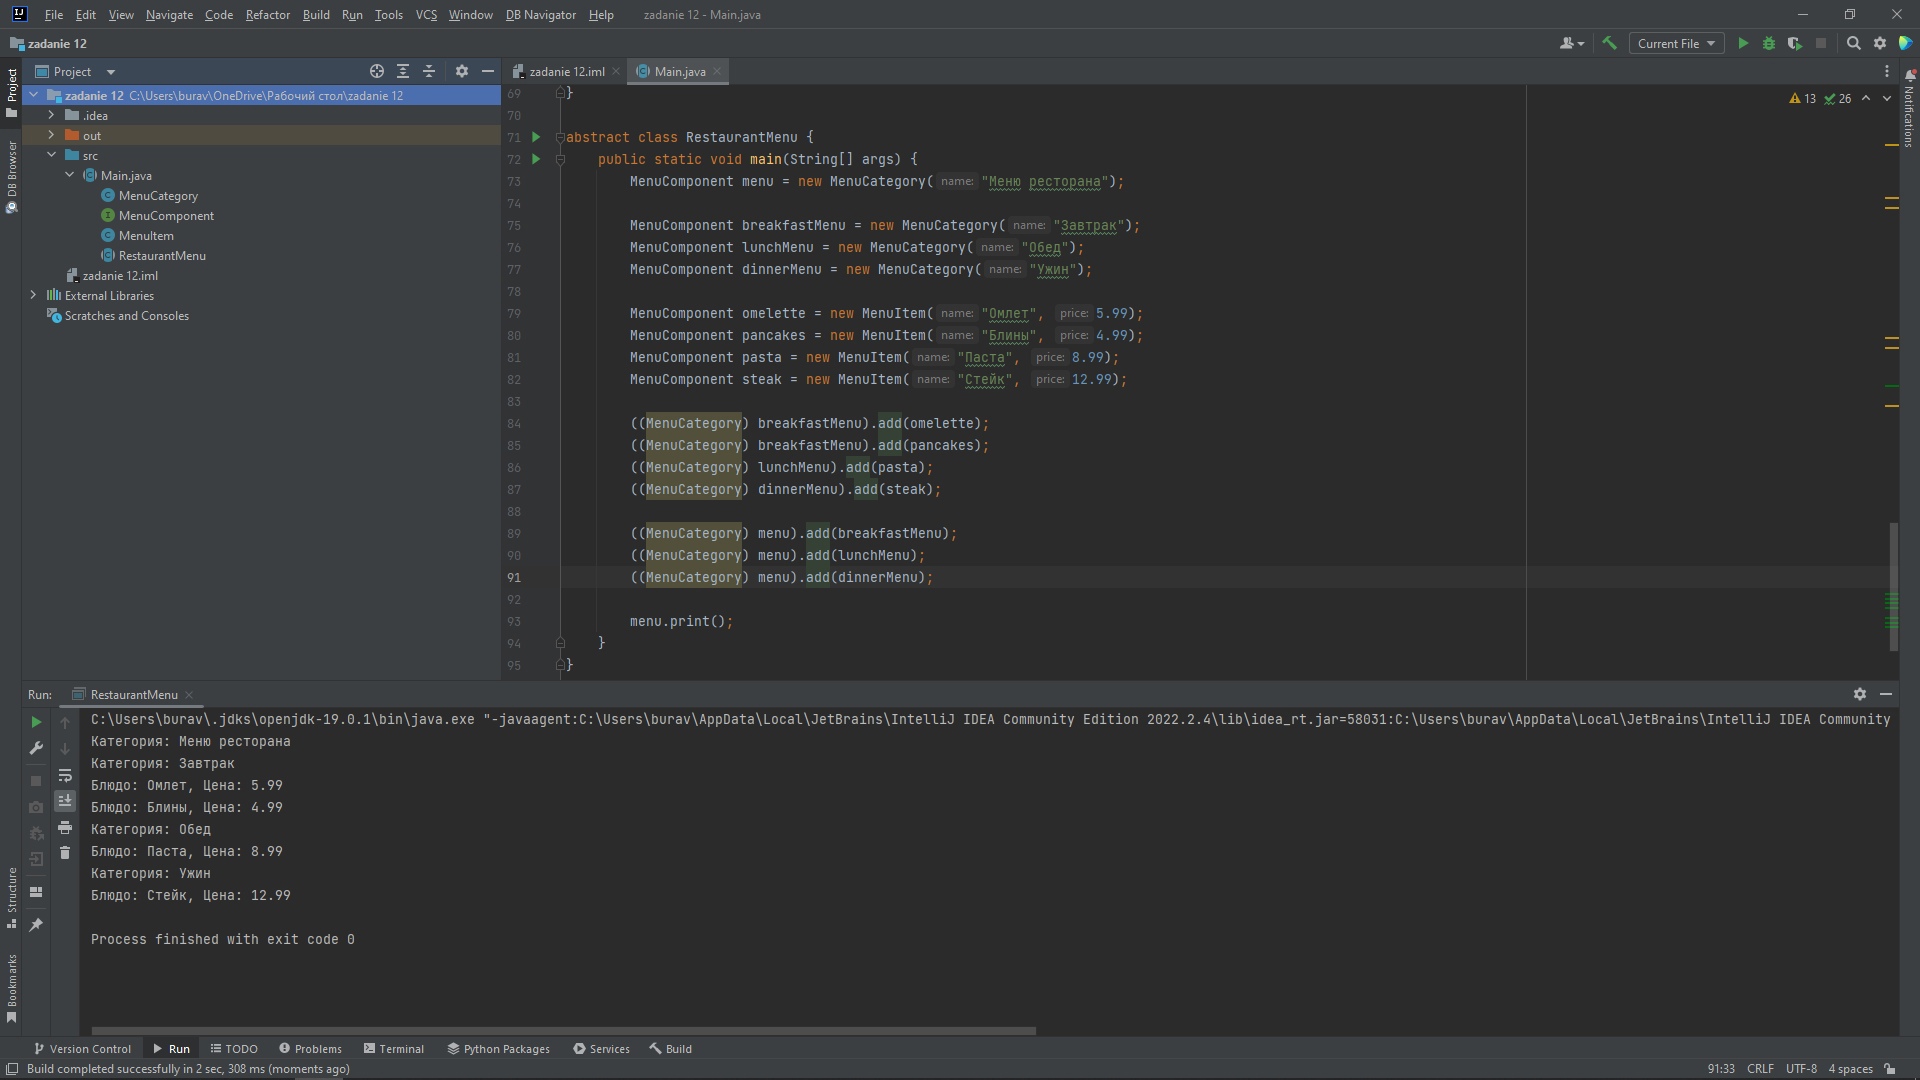 File Edit View Navigate Code Refactor Build Run Tools VCS Window DB Navigator Help zadanie 12 - Main.java
zadanie 12
Current File
Project
zadanie 12.iml
Main.java
zadanie 12 C:\Users\burav\OneDrive\Рабочий стол\zadanie 12
.idea
out
src
Main.java
MenuCategory
MenuComponent
MenuItem
RestaurantMenu
zadanie 12.iml
External Libraries
Scratches and Consoles
Project
DB Browser
Structure
Bookmarks
Notifications
13 26
69 }
70
71 abstract class RestaurantMenu {
72 public static void main(String[] args) {
73 MenuComponent menu = new MenuCategory( name: "Меню ресторана");
74
75 MenuComponent breakfastMenu = new MenuCategory( name: "Завтрак");
76 MenuComponent lunchMenu = new MenuCategory( name: "Обед");
77 MenuComponent dinnerMenu = new MenuCategory( name: "Ужин");
78
79 MenuComponent omelette = new MenuItem( name: "Омлет", price: 5.99);
80 MenuComponent pancakes = new MenuItem( name: "Блины", price: 4.99);
81 MenuComponent pasta = new MenuItem( name: "Паста", price: 8.99);
82 MenuComponent steak = new MenuItem( name: "Стейк", price: 12.99);
83
84 ((MenuCategory) breakfastMenu).add(omelette);
85 ((MenuCategory) breakfastMenu).add(pancakes);
86 ((MenuCategory) lunchMenu).add(pasta);
87 ((MenuCategory) dinnerMenu).add(steak);
88
89 ((MenuCategory) menu).add(breakfastMenu);
90 ((MenuCategory) menu).add(lunchMenu);
91 ((MenuCategory) menu).add(dinnerMenu);
92
93 menu.print();
94 }
95 }
Run: RestaurantMenu
C:\Users\burav\.jdks\openjdk-19.0.1\bin\java.exe "-javaagent:C:\Users\burav\AppData\Local\JetBrains\IntelliJ IDEA Community Edition 2022.2.4\lib\idea_rt.jar=58031:C:\Users\burav\AppData\Local\JetBrains\IntelliJ IDEA Community
Категория: Меню ресторана
Категория: Завтрак
Блюдо: Омлет, Цена: 5.99
Блюдо: Блины, Цена: 4.99
Категория: Обед
Блюдо: Паста, Цена: 8.99
Категория: Ужин
Блюдо: Стейк, Цена: 12.99
Process finished with exit code 0
Version Control Run TODO Problems Terminal Python Packages Services Build
Build completed successfully in 2 sec, 308 ms (moments ago) 91:33 CRLF UTF-8 4 spaces